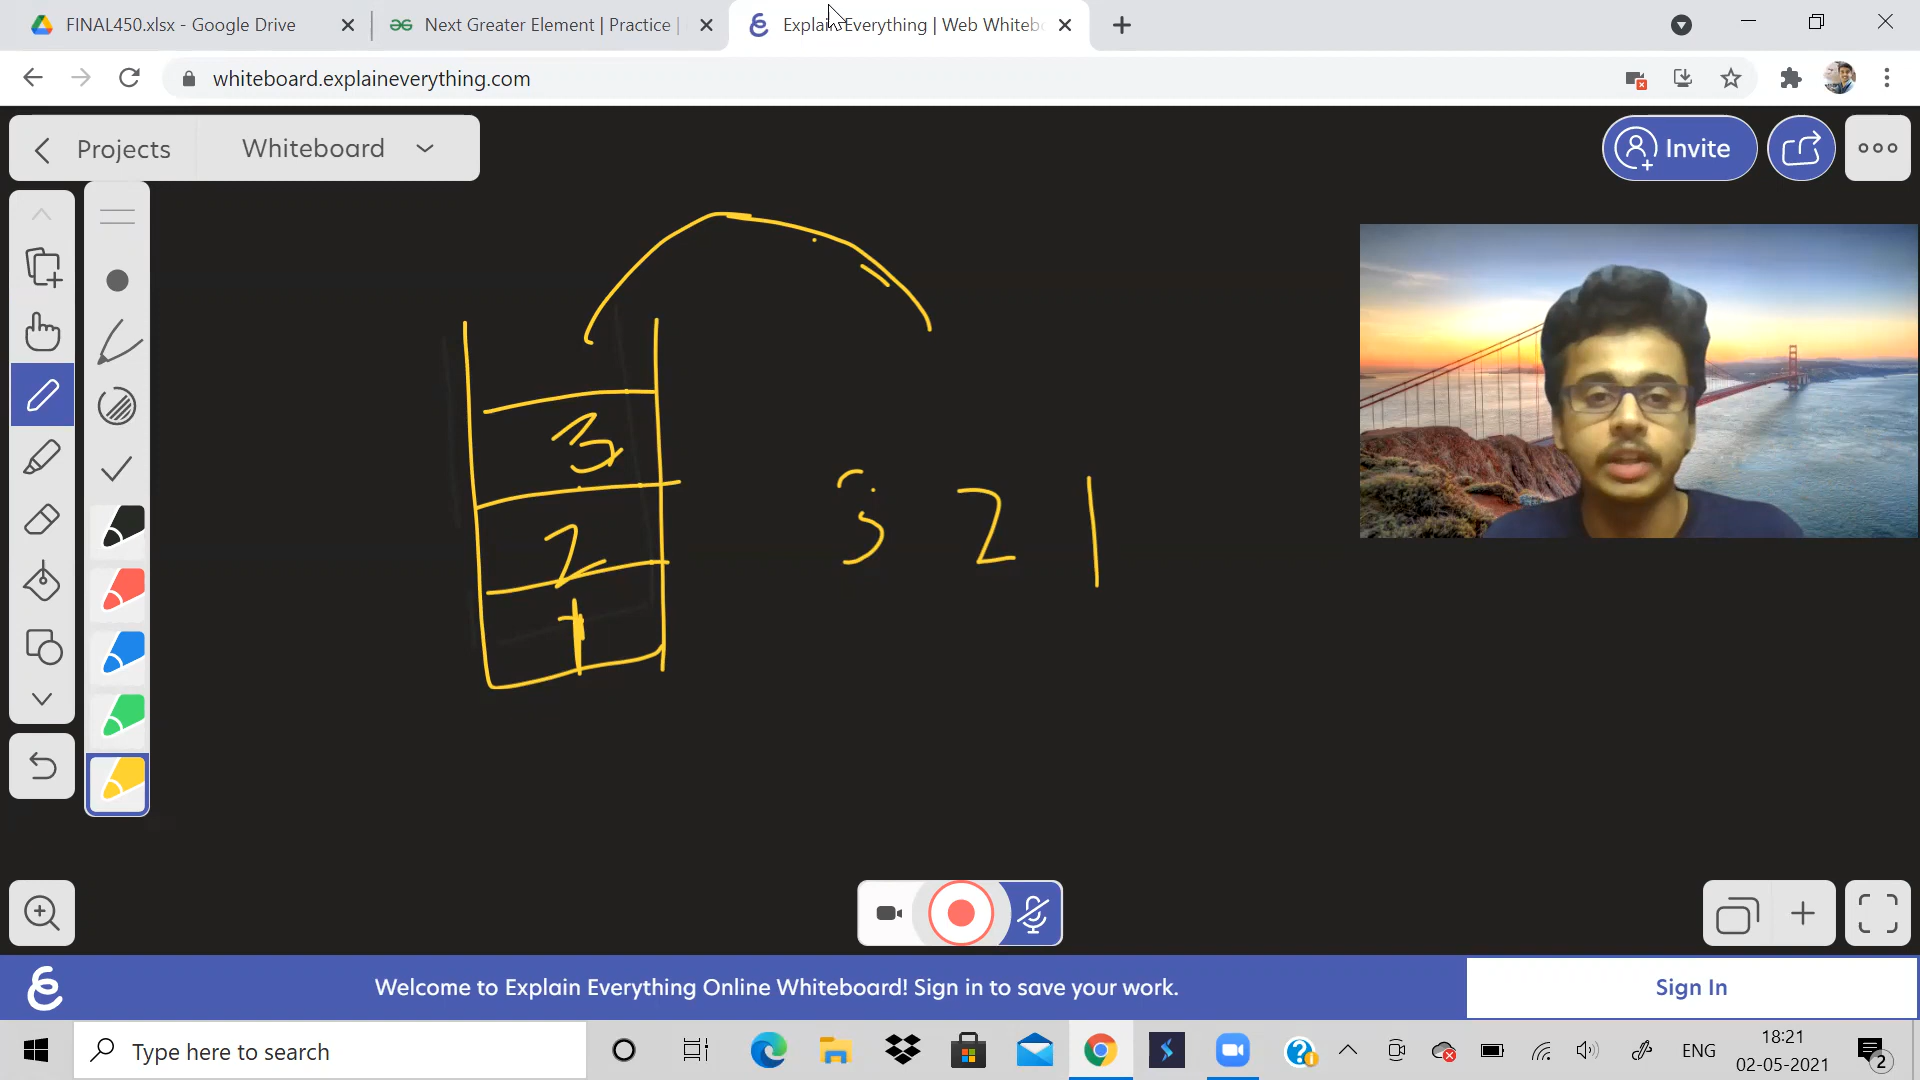 FINAL450.xlsx - Google Drive
Next Greater Element | Practice |
Explain Everything | Web Whitebo
whiteboard.explaineverything.com
Projects
Whiteboard
Invite
3
2
1
3 2 1
Welcome to Explain Everything Online Whiteboard! Sign in to save your work.
Sign In
Type here to search
ENG
18:21
02-05-2021
2